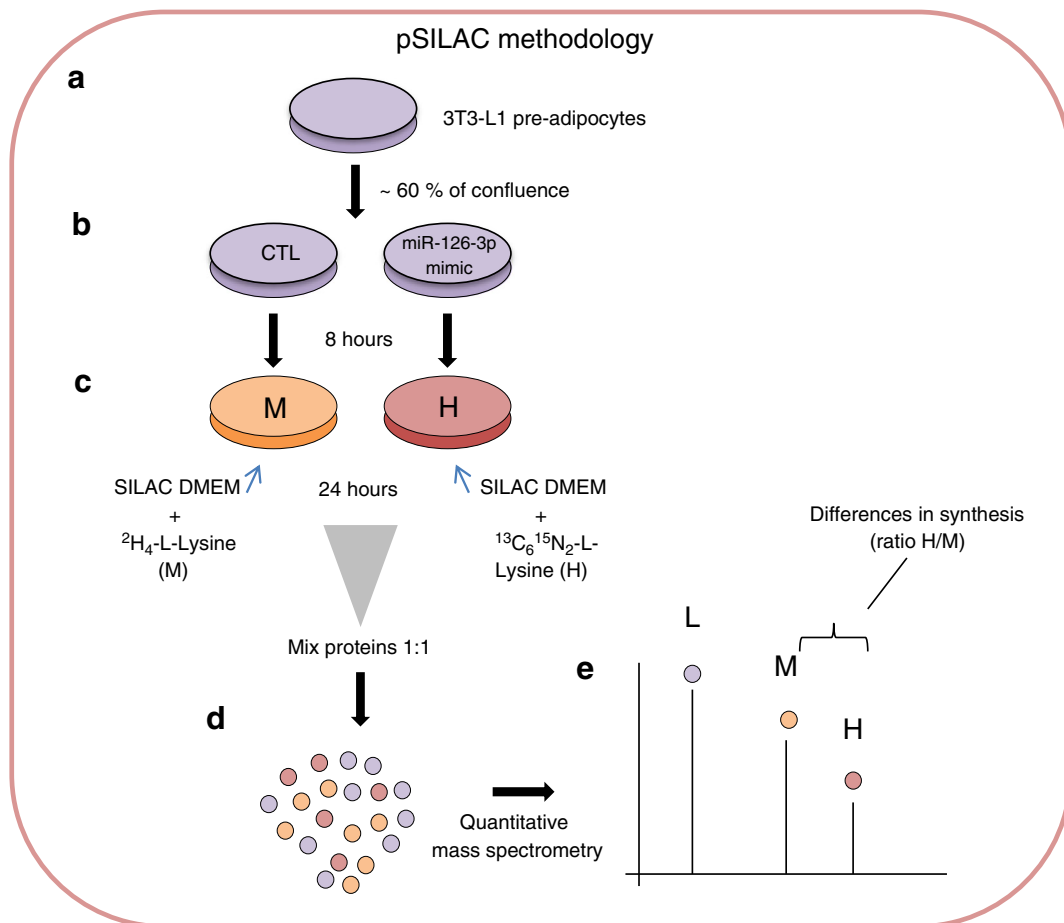 pSILAC methodology
a
3T3-L1 pre-adipocytes
~ 60 % of confluence
b
CTL
miR-126-3p
mimic
8 hours
c
M
H
SILAC DMEM
+
²H₄-L-Lysine
(M)
24 hours
SILAC DMEM
+
¹³C₆¹⁵N₂-L-
Lysine (H)
Mix proteins 1:1
d
Quantitative
mass spectrometry
Differences in synthesis
(ratio H/M)
e
L
M
H